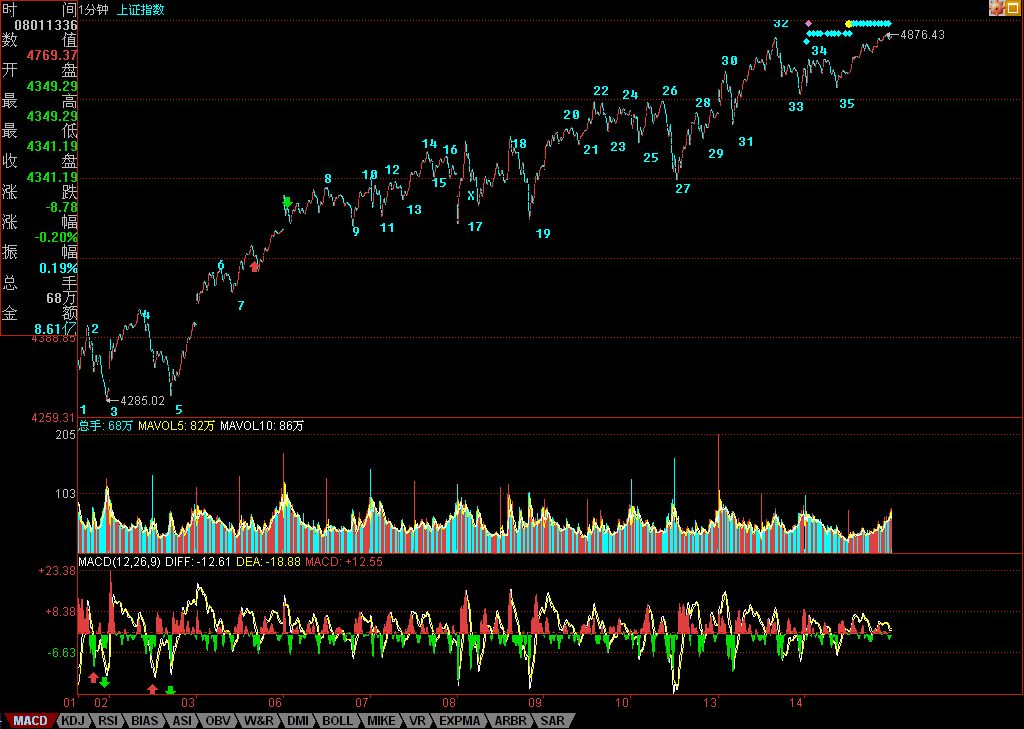 1分钟 上证指数
时 间
08011336
数 值
4769.37
开 盘
4349.29
最 高
4349.29
最 低
4341.19
收 盘
4341.19
涨 跌
-8.78
涨 幅
-0.20%
振 幅
0.19%
总 手
68万
金 额
8.61亿
4388.85
4259.31
32
4876.43
34
30
22 24 26 28
33 35
20
31
18
14 16
21 23 25 29
10 12
8
15
27
X
13
9 11 17 19
6
7
2 4
4285.02
1 3 5
总手: 68万 MAVOL5: 82万 MAVOL10: 86万
205
103
MACD(12,26,9) DIFF: -12.61 DEA: -18.88 MACD: +12.55
+23.38
+8.38
-6.63
01 02 03 06 07 08 09 10 13 14
MACD KDJ RSI BIAS ASI OBV W&R DMI BOLL MIKE VR EXPMA ARBR SAR